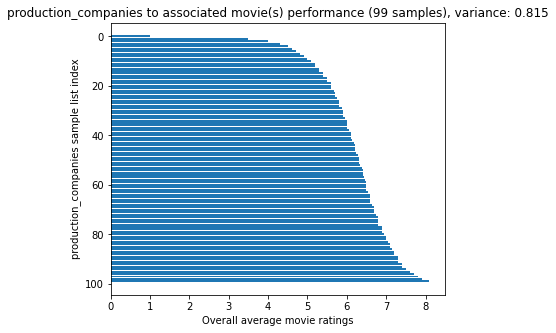 production_companies to associated movie(s) performance (99 samples), variance: 0.815
0
20
40
60
80
100
production_companies sample list index
0 1 2 3 4 5 6 7 8
Overall average movie ratings